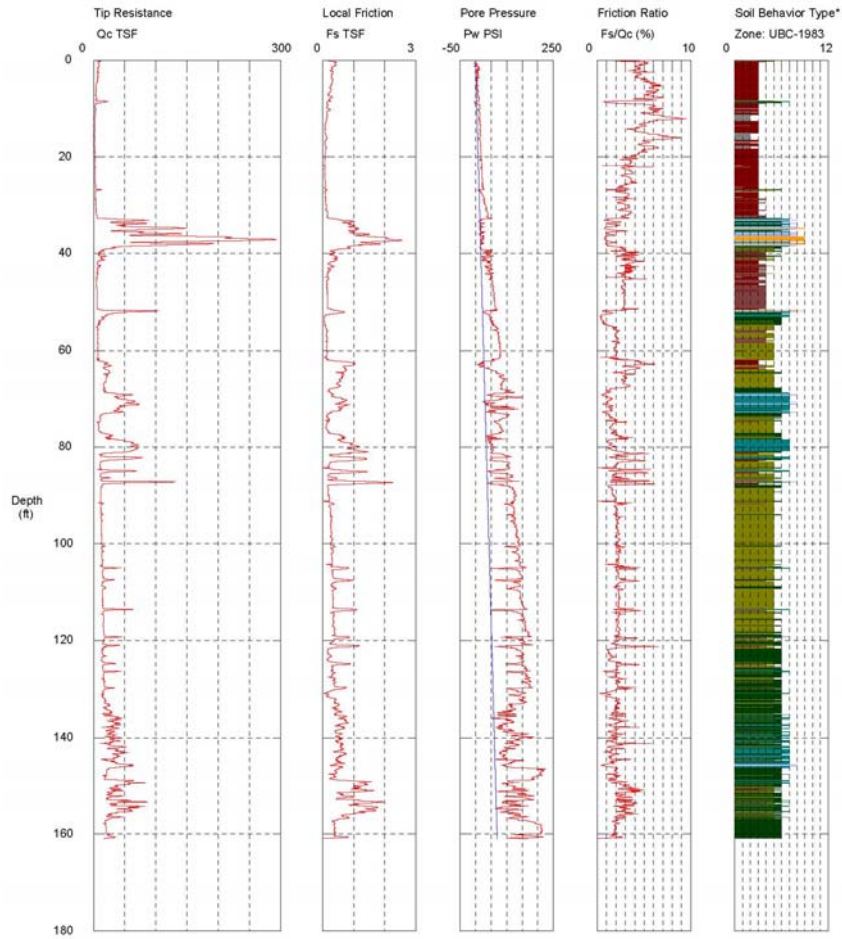 Tip Resistance
Qc TSF
0 300
Local Friction
Fs TSF
0 3
Pore Pressure
Pw PSI
-50 250
Friction Ratio
Fs/Qc (%)
0 10
Soil Behavior Type*
Zone: UBC-1983
0 12
0
20
40
60
80
Depth
(ft)
100
120
140
160
180